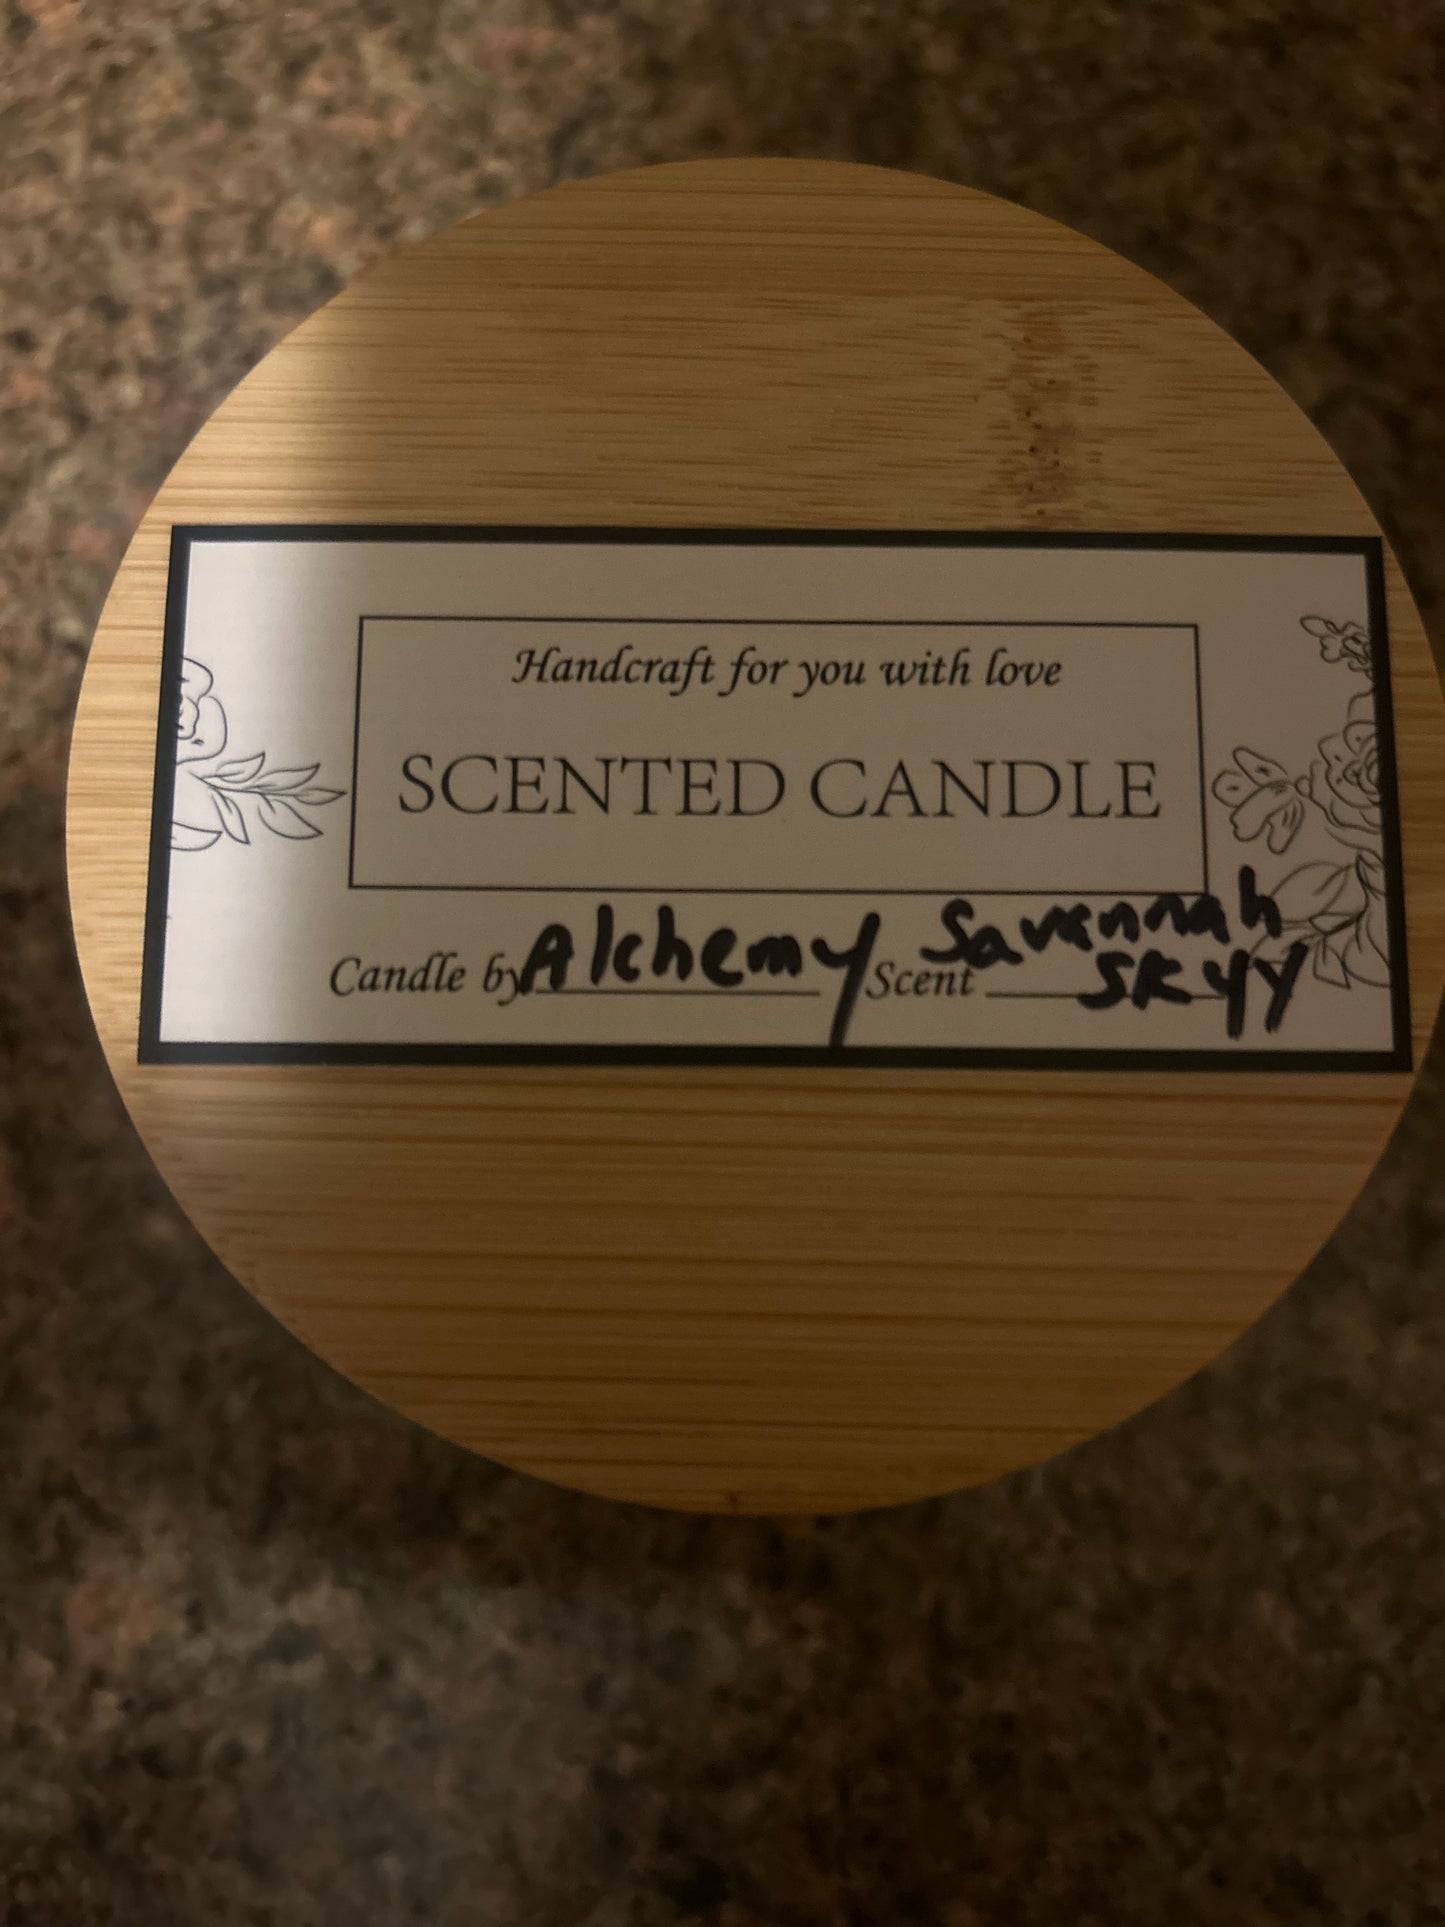 Handcraft for you with love
SCENTED CANDLE
Candle by Alchemy Scent Savannah
SKYY